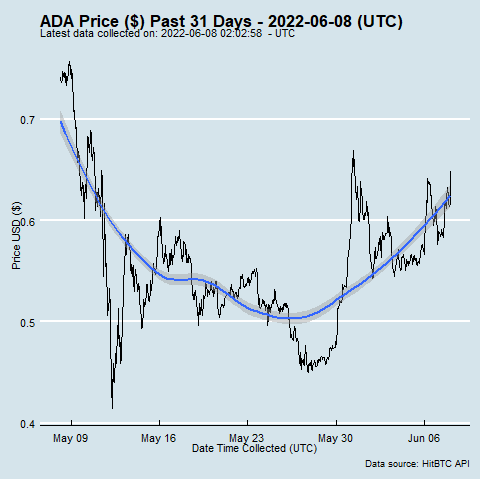 ADA Price ($) Past 31 Days - 2022-06-08 (UTC)
Latest data collected on: 2022-06-08 02:02:58 - UTC
Price USD ($)
0.7
0.6
0.5
0.4
May 09 May 16 May 23 May 30 Jun 06
Date Time Collected (UTC)
Data source: HitBTC API